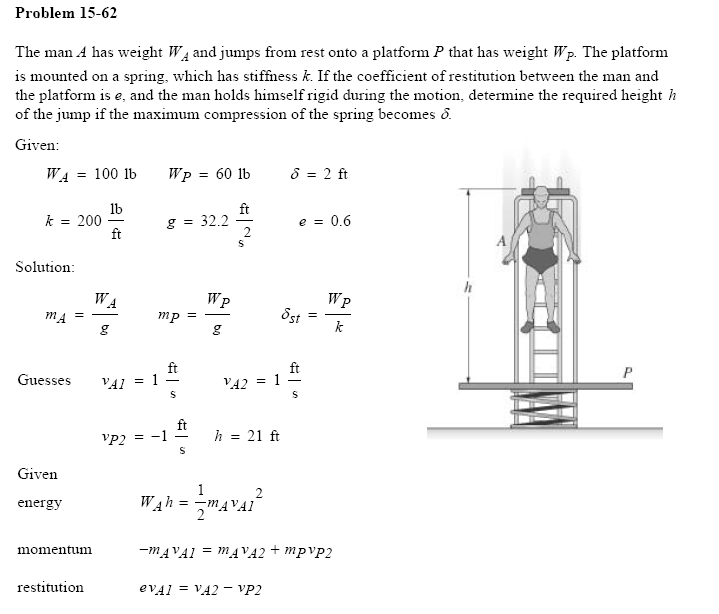 Problem 15-62
The man A has weight W_A and jumps from rest onto a platform P that has weight W_P. The platform
is mounted on a spring, which has stiffness k. If the coefficient of restitution between the man and
the platform is e, and the man holds himself rigid during the motion, determine the required height h
of the jump if the maximum compression of the spring becomes δ.
Given:
W_A = 100 lb W_P = 60 lb δ = 2 ft
k = 200 lb/ft g = 32.2 ft/s² e = 0.6
Solution:
m_A = W_A/g m_P = W_P/g δ_st = W_P/k
Guesses v_A1 = 1 ft/s v_A2 = 1 ft/s
v_P2 = −1 ft/s h = 21 ft
Given
energy W_A h = 1/2 m_A v_A1²
momentum −m_A v_A1 = m_A v_A2 + m_P v_P2
restitution e v_A1 = v_A2 − v_P2
A
h
P